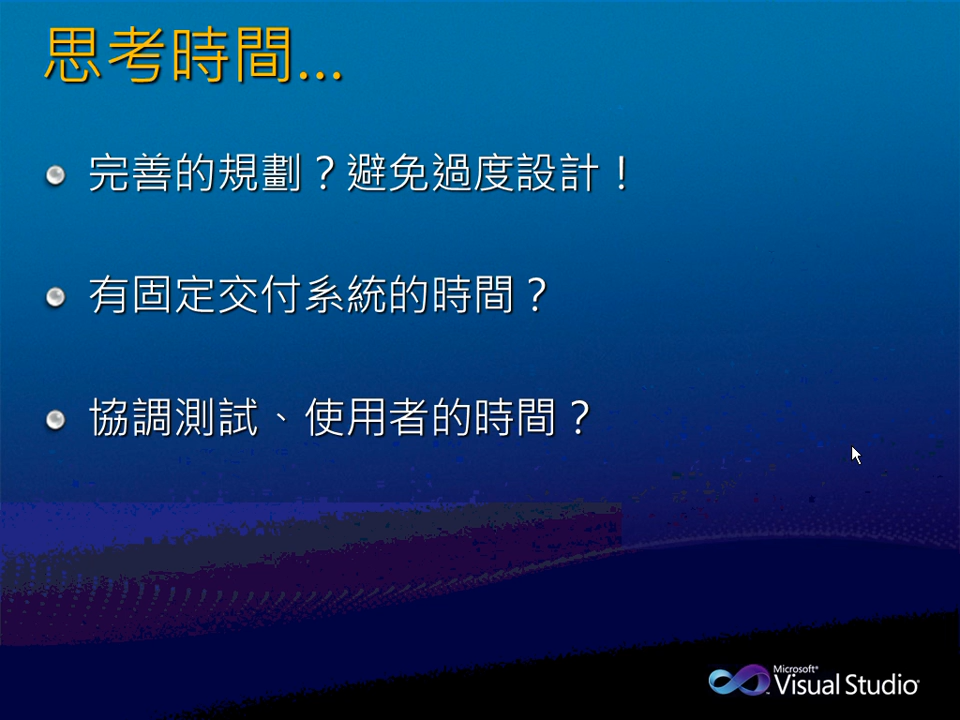 思考時間...
完善的規劃？避免過度設計！
有固定交付系統的時間？
協調測試、使用者的時間？
Microsoft®
Visual Studio®